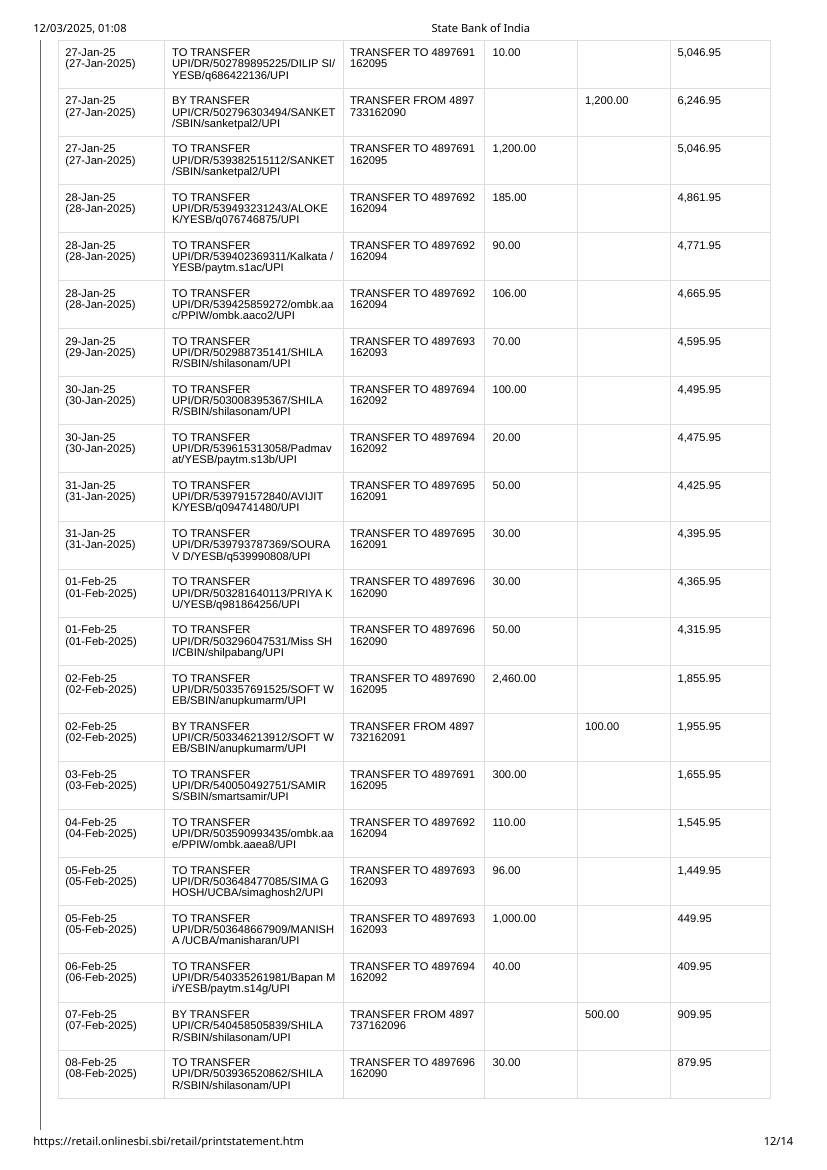 12/03/2025, 01:08
State Bank of India
27-Jan-25
(27-Jan-2025)
TO TRANSFER
UPI/DR/502789895225/DILIP SI/
YESB/q686422136/UPI
TRANSFER TO 4897691
162095
10.00
5,046.95
27-Jan-25
(27-Jan-2025)
BY TRANSFER
UPI/CR/502796303494/SANKET
/SBIN/sanketpal2/UPI
TRANSFER FROM 4897
733162090
1,200.00
6,246.95
27-Jan-25
(27-Jan-2025)
TO TRANSFER
UPI/DR/539382515112/SANKET
/SBIN/sanketpal2/UPI
TRANSFER TO 4897691
162095
1,200.00
5,046.95
28-Jan-25
(28-Jan-2025)
TO TRANSFER
UPI/DR/539493231243/ALOKE
K/YESB/q076746875/UPI
TRANSFER TO 4897692
162094
185.00
4,861.95
28-Jan-25
(28-Jan-2025)
TO TRANSFER
UPI/DR/539402369311/Kalkata /
YESB/paytm.s1ac/UPI
TRANSFER TO 4897692
162094
90.00
4,771.95
28-Jan-25
(28-Jan-2025)
TO TRANSFER
UPI/DR/539425859272/ombk.aa
c/PPIW/ombk.aaco2/UPI
TRANSFER TO 4897692
162094
106.00
4,665.95
29-Jan-25
(29-Jan-2025)
TO TRANSFER
UPI/DR/502988735141/SHILA
R/SBIN/shilasonam/UPI
TRANSFER TO 4897693
162093
70.00
4,595.95
30-Jan-25
(30-Jan-2025)
TO TRANSFER
UPI/DR/503008395367/SHILA
R/SBIN/shilasonam/UPI
TRANSFER TO 4897694
162092
100.00
4,495.95
30-Jan-25
(30-Jan-2025)
TO TRANSFER
UPI/DR/539615313058/Padmav
at/YESB/paytm.s13b/UPI
TRANSFER TO 4897694
162092
20.00
4,475.95
31-Jan-25
(31-Jan-2025)
TO TRANSFER
UPI/DR/539791572840/AVIJIT
K/YESB/q094741480/UPI
TRANSFER TO 4897695
162091
50.00
4,425.95
31-Jan-25
(31-Jan-2025)
TO TRANSFER
UPI/DR/539793787369/SOURA
V D/YESB/q539990808/UPI
TRANSFER TO 4897695
162091
30.00
4,395.95
01-Feb-25
(01-Feb-2025)
TO TRANSFER
UPI/DR/503281640113/PRIYA K
U/YESB/q981864256/UPI
TRANSFER TO 4897696
162090
30.00
4,365.95
01-Feb-25
(01-Feb-2025)
TO TRANSFER
UPI/DR/503296047531/Miss SH
I/CBIN/shilpabang/UPI
TRANSFER TO 4897696
162090
50.00
4,315.95
02-Feb-25
(02-Feb-2025)
TO TRANSFER
UPI/DR/503357691525/SOFT W
EB/SBIN/anupkumarm/UPI
TRANSFER TO 4897690
162095
2,460.00
1,855.95
02-Feb-25
(02-Feb-2025)
BY TRANSFER
UPI/CR/503346213912/SOFT W
EB/SBIN/anupkumarm/UPI
TRANSFER FROM 4897
732162091
100.00
1,955.95
03-Feb-25
(03-Feb-2025)
TO TRANSFER
UPI/DR/540050492751/SAMIR
S/SBIN/smartsamir/UPI
TRANSFER TO 4897691
162095
300.00
1,655.95
04-Feb-25
(04-Feb-2025)
TO TRANSFER
UPI/DR/503590993435/ombk.aa
e/PPIW/ombk.aaea8/UPI
TRANSFER TO 4897692
162094
110.00
1,545.95
05-Feb-25
(05-Feb-2025)
TO TRANSFER
UPI/DR/503648477085/SIMA G
HOSH/UCBA/simaghosh2/UPI
TRANSFER TO 4897693
162093
96.00
1,449.95
05-Feb-25
(05-Feb-2025)
TO TRANSFER
UPI/DR/503648667909/MANISH
A /UCBA/manisharan/UPI
TRANSFER TO 4897693
162093
1,000.00
449.95
06-Feb-25
(06-Feb-2025)
TO TRANSFER
UPI/DR/540335261981/Bapan M
i/YESB/paytm.s14g/UPI
TRANSFER TO 4897694
162092
40.00
409.95
07-Feb-25
(07-Feb-2025)
BY TRANSFER
UPI/CR/540458505839/SHILA
R/SBIN/shilasonam/UPI
TRANSFER FROM 4897
737162096
500.00
909.95
08-Feb-25
(08-Feb-2025)
TO TRANSFER
UPI/DR/503936520862/SHILA
R/SBIN/shilasonam/UPI
TRANSFER TO 4897696
162090
30.00
879.95
https://retail.onlinesbi.sbi/retail/printstatement.htm
12/14